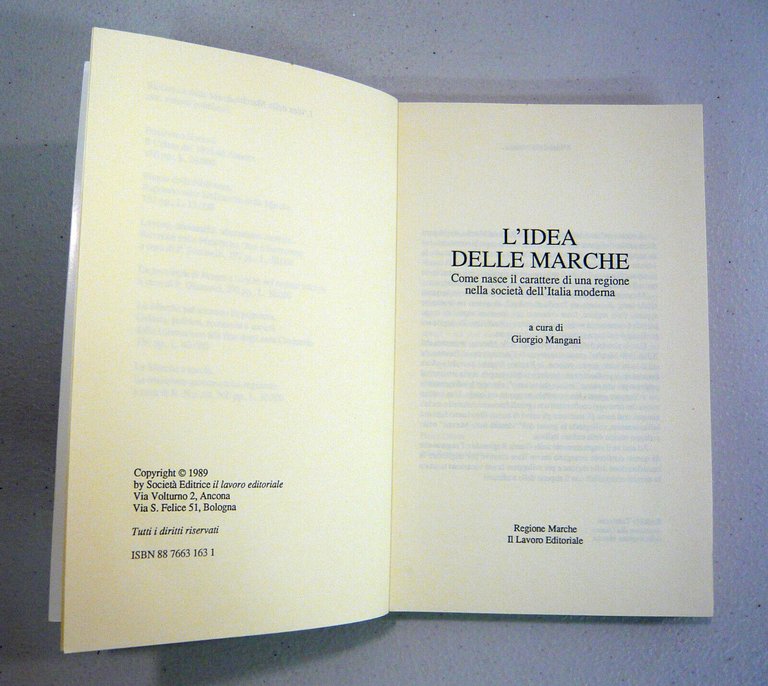 Copyright © 1989
by Società Editrice il lavoro editoriale
Via Volturno 2, Ancona
Via S. Felice 51, Bologna
Tutti i diritti riservati
ISBN 88 7663 163 1
L'IDEA
DELLE MARCHE
Come nasce il carattere di una regione
nella società dell'Italia moderna
a cura di
Giorgio Mangani
Regione Marche
Il Lavoro Editoriale